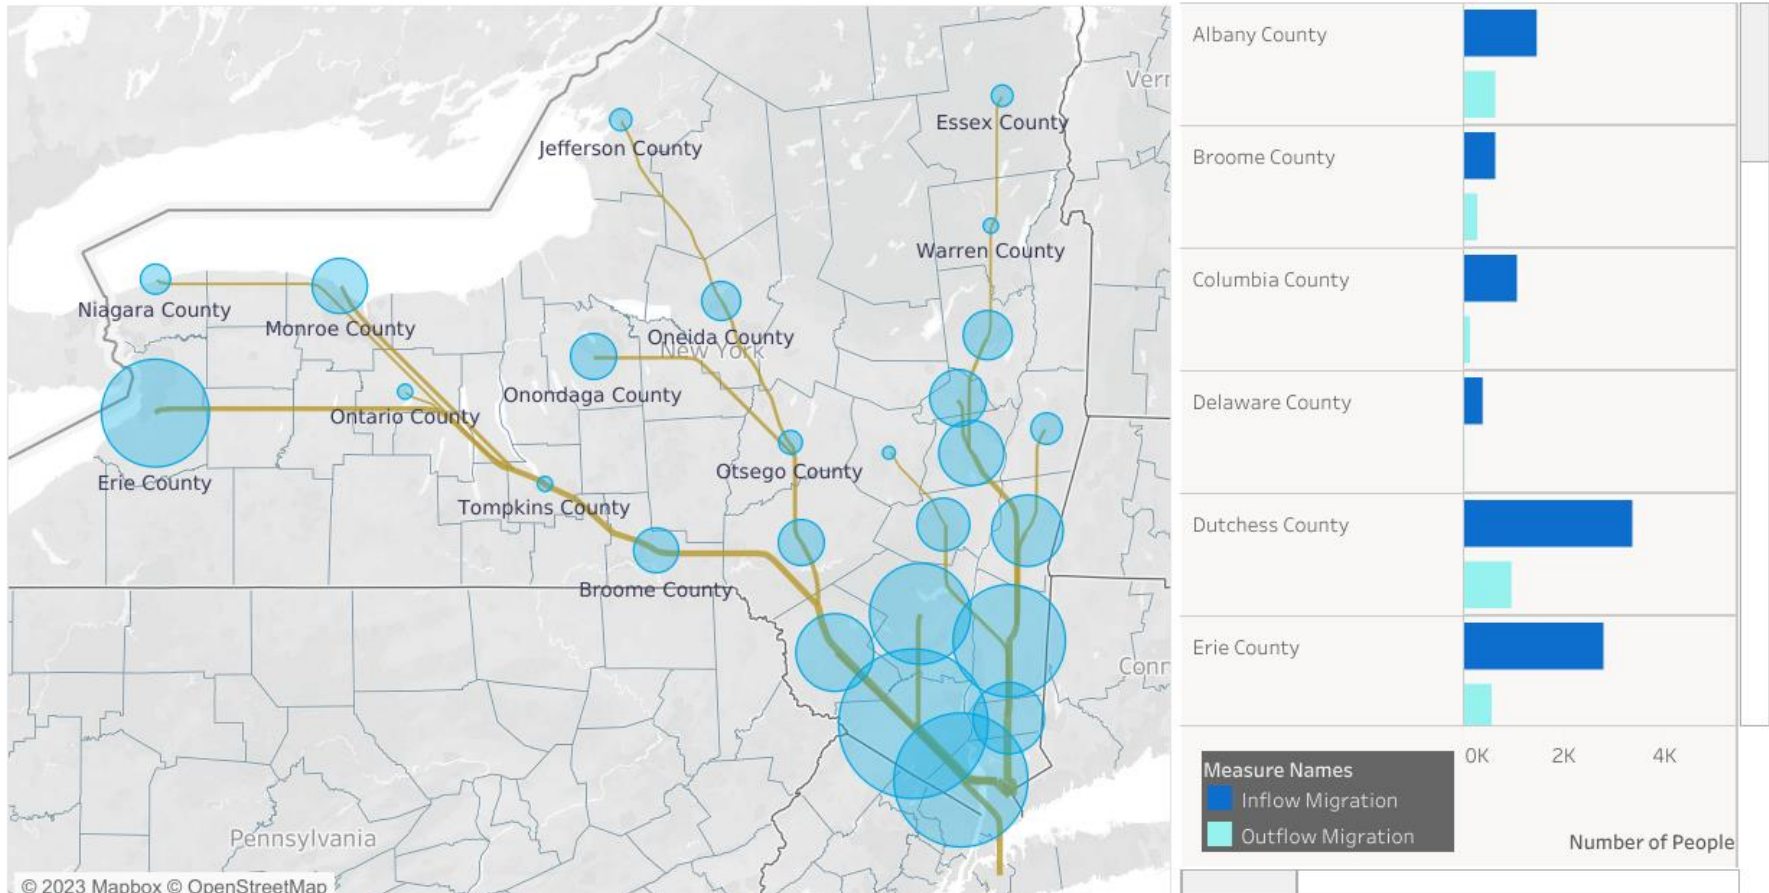 Verr
Essex County
Jefferson County
Warren County
Niagara County
Monroe County
Oneida County
New York
Onondaga County
Ontario County
Otsego County
Erie County
Tompkins County
Broome County
Conn
Pennsylvania
© 2023 Mapbox © OpenStreetMap
Albany County
Broome County
Columbia County
Delaware County
Dutchess County
Erie County
0K 2K 4K
Measure Names
Inflow Migration
Outflow Migration
Number of People